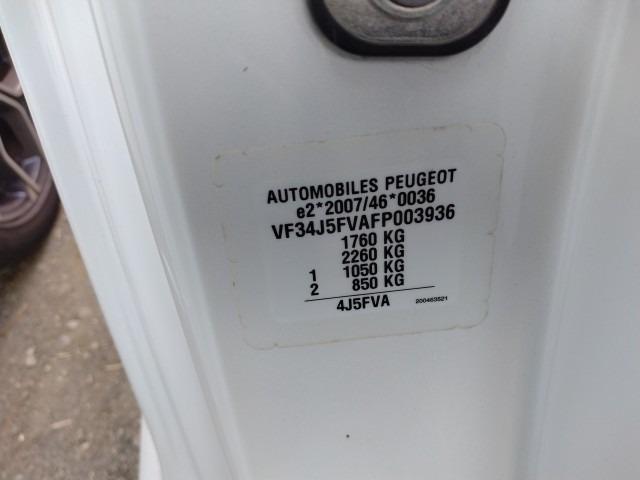 AUTOMOBILES PEUGEOT
e2*2007/46*0036
VF34J5FVAFP003936
1760 KG
2260 KG
1 1050 KG
2 850 KG
4J5FVA 200463521